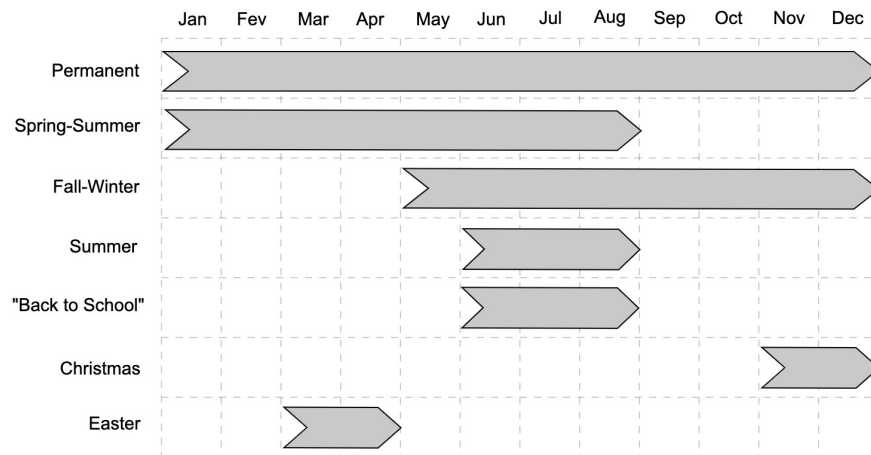 Jan Fev Mar Apr May Jun Jul Aug Sep Oct Nov Dec
Permanent
Spring-Summer
Fall-Winter
Summer
"Back to School"
Christmas
Easter